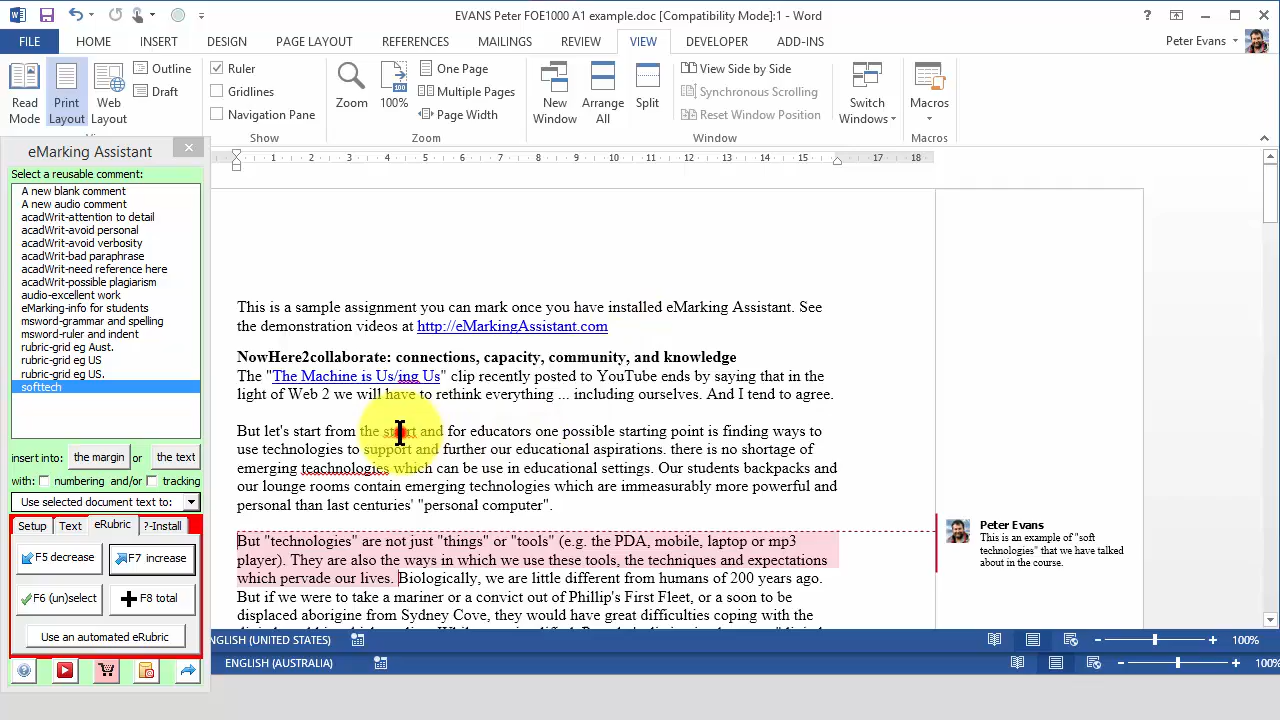 EVANS Peter FOE1000 A1 example.doc [Compatibility Mode]:1 - Word
FILE HOME INSERT DESIGN PAGE LAYOUT REFERENCES MAILINGS REVIEW VIEW DEVELOPER ADD-INS Peter Evans
Read Mode
Print Layout
Web Layout
Outline
Draft
Ruler
Gridlines
Navigation Pane
Show
Zoom
100%
One Page
Multiple Pages
Page Width
Zoom
New Window
Arrange All
Split
View Side by Side
Synchronous Scrolling
Reset Window Position
Window
Switch Windows
Macros
Macros
eMarking Assistant
Select a reusable comment:
A new blank comment
A new audio comment
acadWrit-attention to detail
acadWrit-avoid personal
acadWrit-avoid verbosity
acadWrit-bad paraphrase
acadWrit-need reference here
acadWrit-possible plagiarism
audio-excellent work
eMarking-info for students
msword-grammar and spelling
msword-ruler and indent
rubric-grid eg Aust.
rubric-grid eg US
rubric-grid eg US.
softtech
insert into: the margin or the text
with: numbering and/or tracking
Use selected document text to:
Setup Text eRubric ?-Install
F5 decrease F7 increase
F6 (un)select F8 total
Use an automated eRubric
1 2 3 4 5 6 7 8 9 10 11 12 13 14 15 17 18
This is a sample assignment you can mark once you have installed eMarking Assistant. See
the demonstration videos at http://eMarkingAssistant.com
NowHere2collaborate: connections, capacity, community, and knowledge
The "The Machine is Us/ing Us" clip recently posted to YouTube ends by saying that in the
light of Web 2 we will have to rethink everything ... including ourselves. And I tend to agree.
But let's start from the start and for educators one possible starting point is finding ways to
use technologies to support and further our educational aspirations. there is no shortage of
emerging teachnologies which can be use in educational settings. Our students backpacks and
our lounge rooms contain emerging technologies which are immeasurably more powerful and
personal than last centuries' "personal computer".
But "technologies" are not just "things" or "tools" (e.g. the PDA, mobile, laptop or mp3
player). They are also the ways in which we use these tools, the techniques and expectations
which pervade our lives. Biologically, we are little different from humans of 200 years ago.
But if we were to take a mariner or a convict out of Phillip's First Fleet, or a soon to be
displaced aborigine from Sydney Cove, they would have great difficulties coping with the
Peter Evans
This is an example of "soft
technologies" that we have talked
about in the course.
NGLISH (UNITED STATES) 100%
ENGLISH (AUSTRALIA) 100%